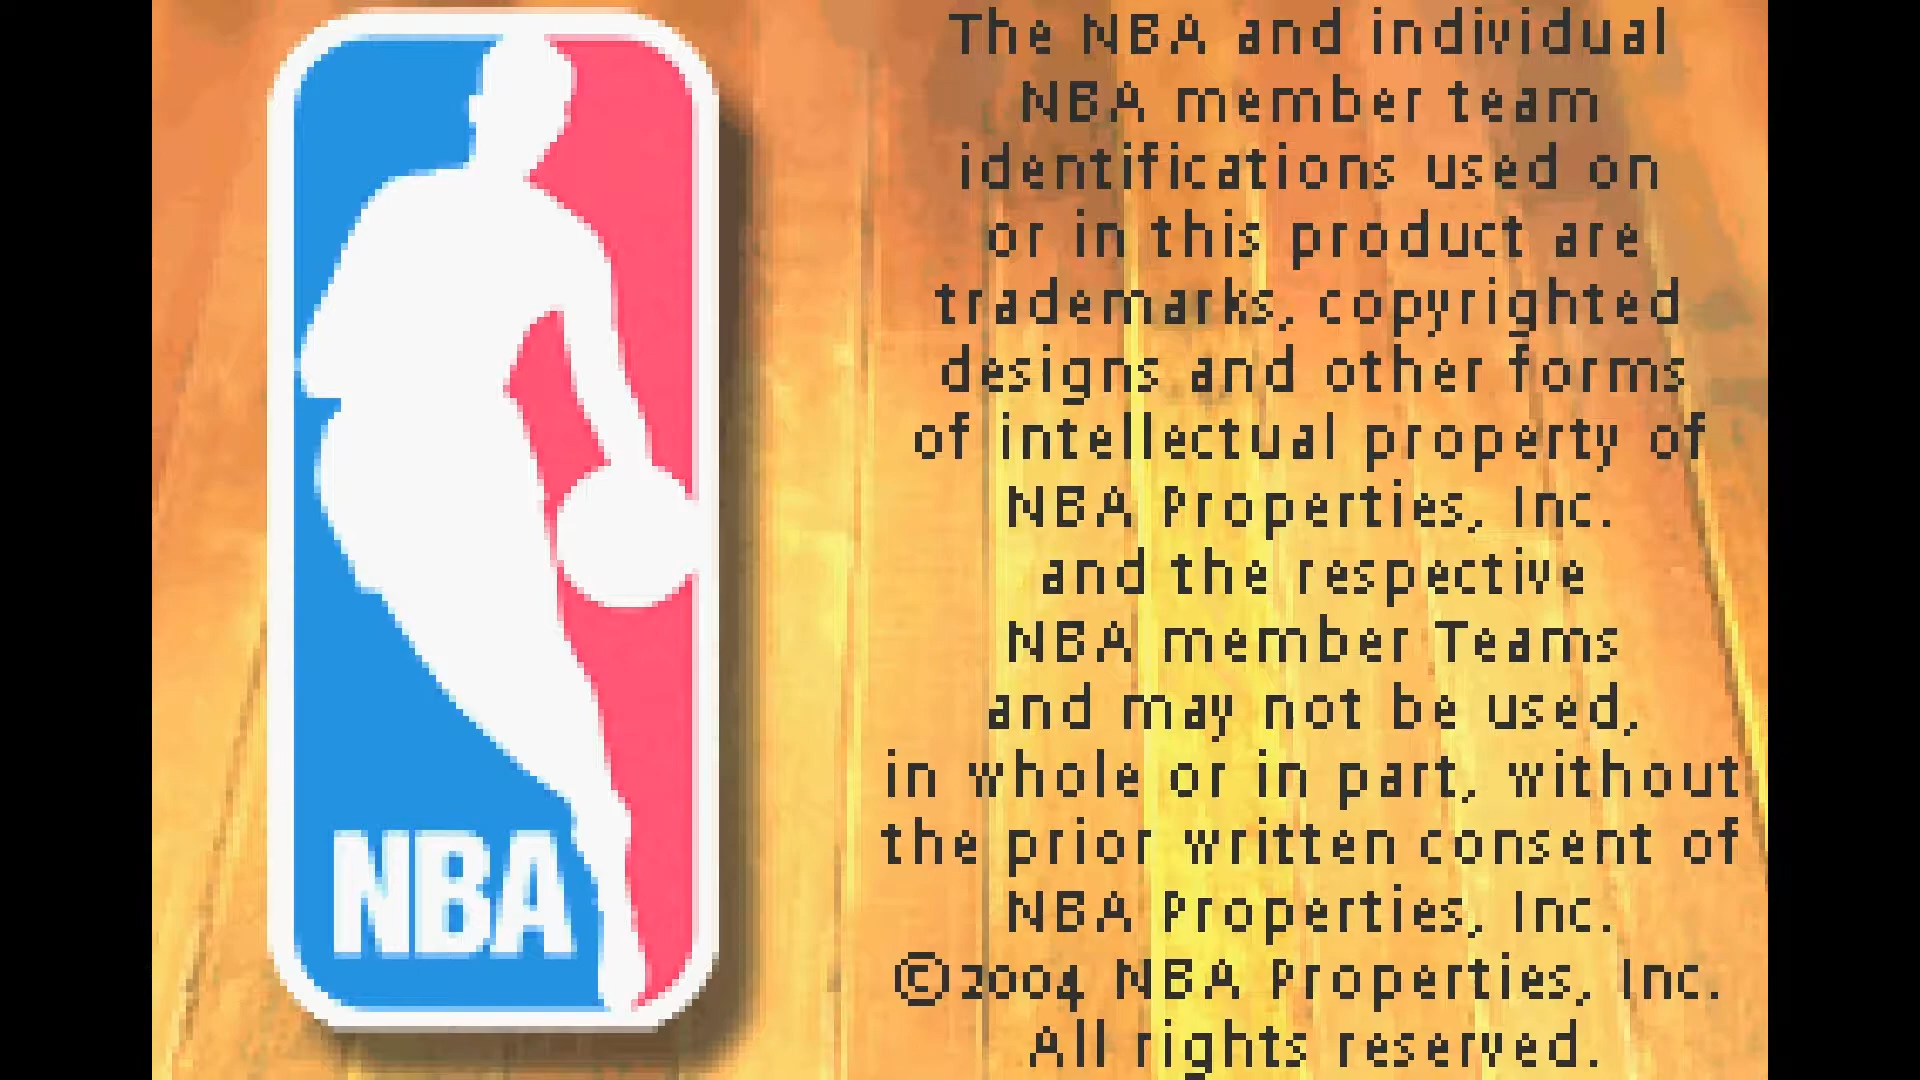 NBA
The NBA and individual
NBA member team
identifications used on
or in this product are
trademarks, copyrighted
designs and other forms
of intellectual property of
NBA Properties, Inc.
and the respective
NBA member Teams
and may not be used,
in whole or in part, without
the prior written consent of
NBA Properties, Inc.
©2004 NBA Properties, Inc.
All rights reserved.